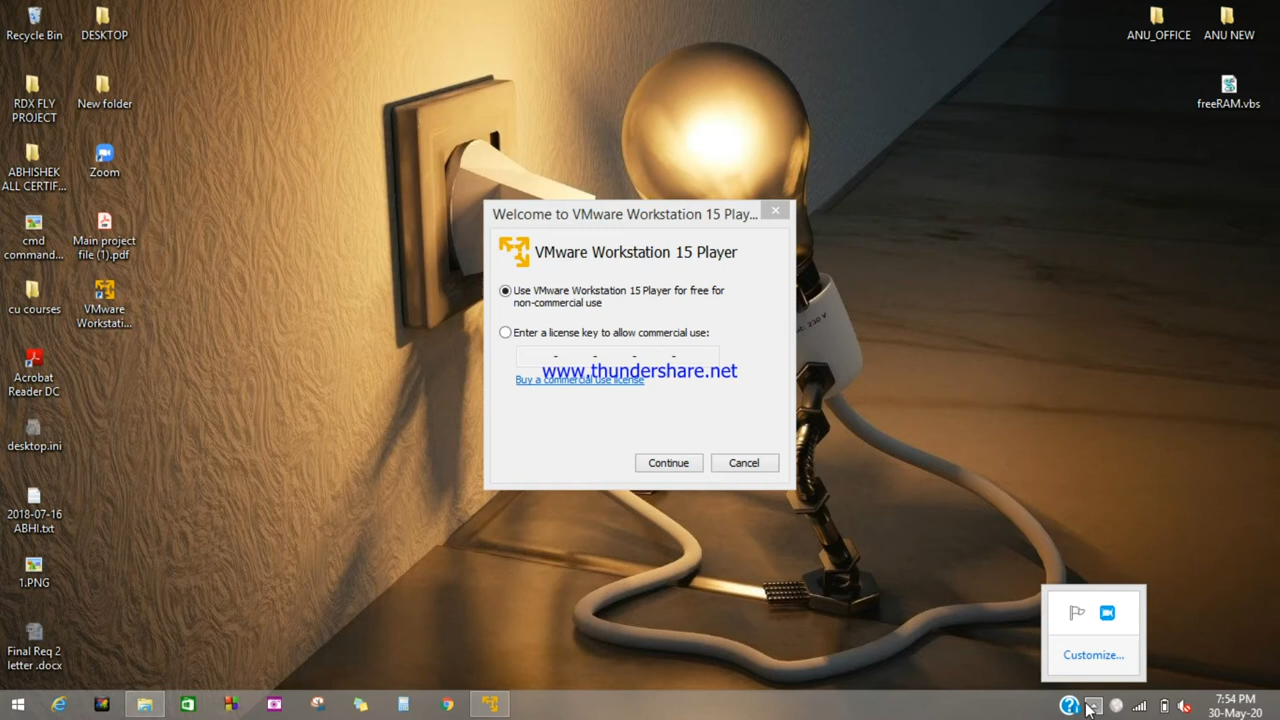 Recycle Bin
DESKTOP
ANU_OFFICE
ANU NEW
RDX FLY
PROJECT
New folder
freeRAM.vbs
ABHISHEK
ALL CERTIF...
Zoom
cmd
command...
Main project
file (1).pdf
cu courses
VMware
Workstati...
Acrobat
Reader DC
desktop.ini
2018-07-16
ABHI.txt
1.PNG
Final Req 2
letter .docx
Welcome to VMware Workstation 15 Play...
VMware Workstation 15 Player
Use VMware Workstation 15 Player for free for
non-commercial use
Enter a license key to allow commercial use:
- - - -
www.thundershare.net
Buy a commercial use license
Continue
Cancel
Customize...
7:54 PM
30-May-20